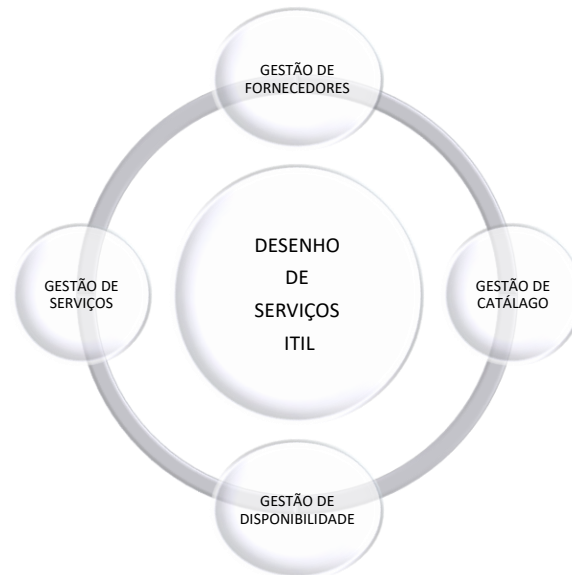 GESTÃO DE
FORNECEDORES
DESENHO
DE
SERVIÇOS
ITIL
GESTÃO DE
SERVIÇOS
GESTÃO DE
CATÁLAGO
GESTÃO DE
DISPONIBILIDADE